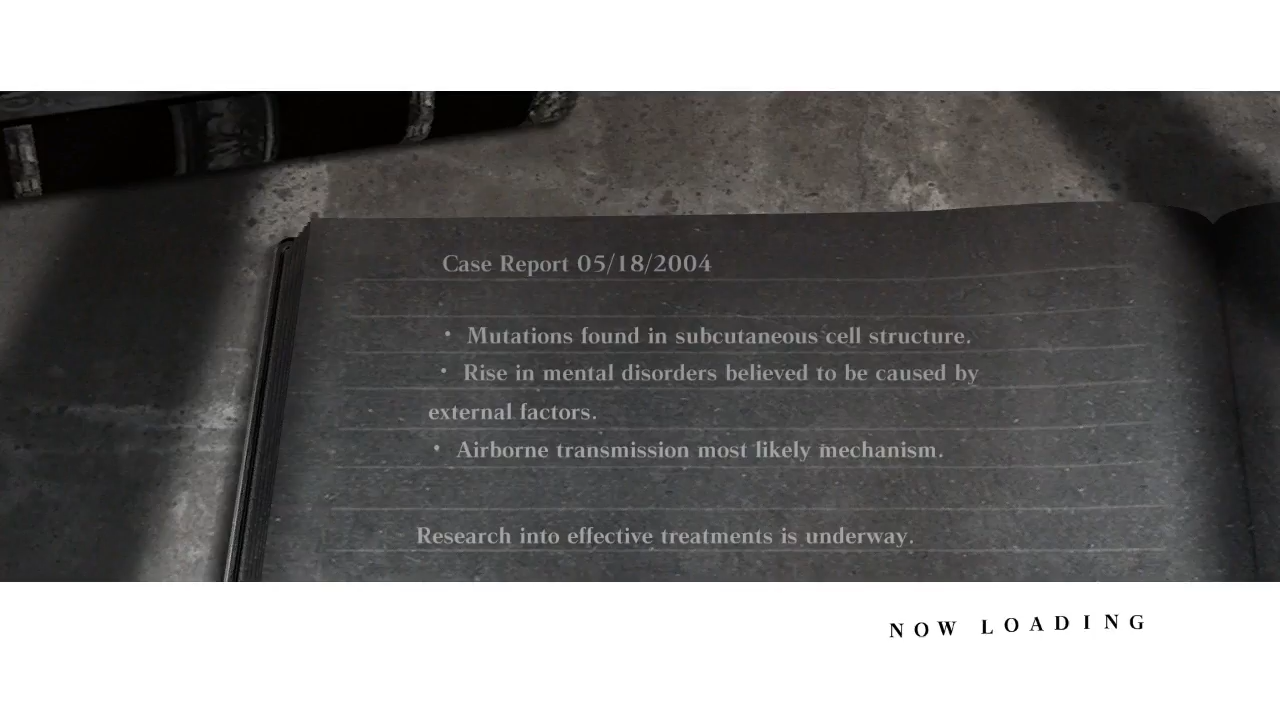 Case Report 05/18/2004
• Mutations found in subcutaneous cell structure.
• Rise in mental disorders believed to be caused by
external factors.
• Airborne transmission most likely mechanism.
Research into effective treatments is underway.
NOW LOADING